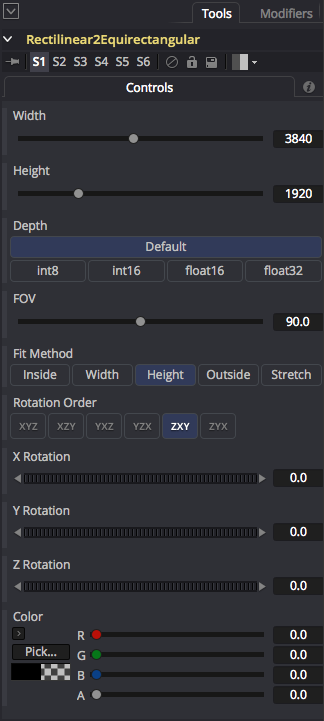 Tools Modifiers
Rectilinear2Equirectangular
S1 S2 S3 S4 S5 S6
Controls
Width
3840
Height
1920
Depth
Default
int8 int16 float16 float32
FOV
90.0
Fit Method
Inside Width Height Outside Stretch
Rotation Order
XYZ XZY YXZ YZX ZXY ZYX
X Rotation
0.0
Y Rotation
0.0
Z Rotation
0.0
Color
R 0.0
Pick...
G 0.0
B 0.0
A 0.0